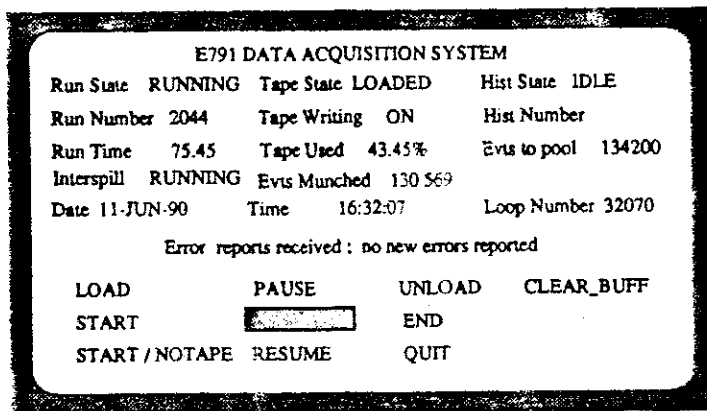 E791 DATA ACQUISITION SYSTEM
Run State RUNNING Tape State LOADED Hist State IDLE
Run Number 2044 Tape Writing ON Hist Number
Run Time 75.45 Tape Used 43.45% Evts to pool 134200
Interspill RUNNING Evts Munched 130 569
Date 11-JUN-90 Time 16:32:07 Loop Number 32070
Error reports received : no new errors reported
LOAD PAUSE UNLOAD CLEAR_BUFF
START END
START / NOTAPE RESUME QUIT